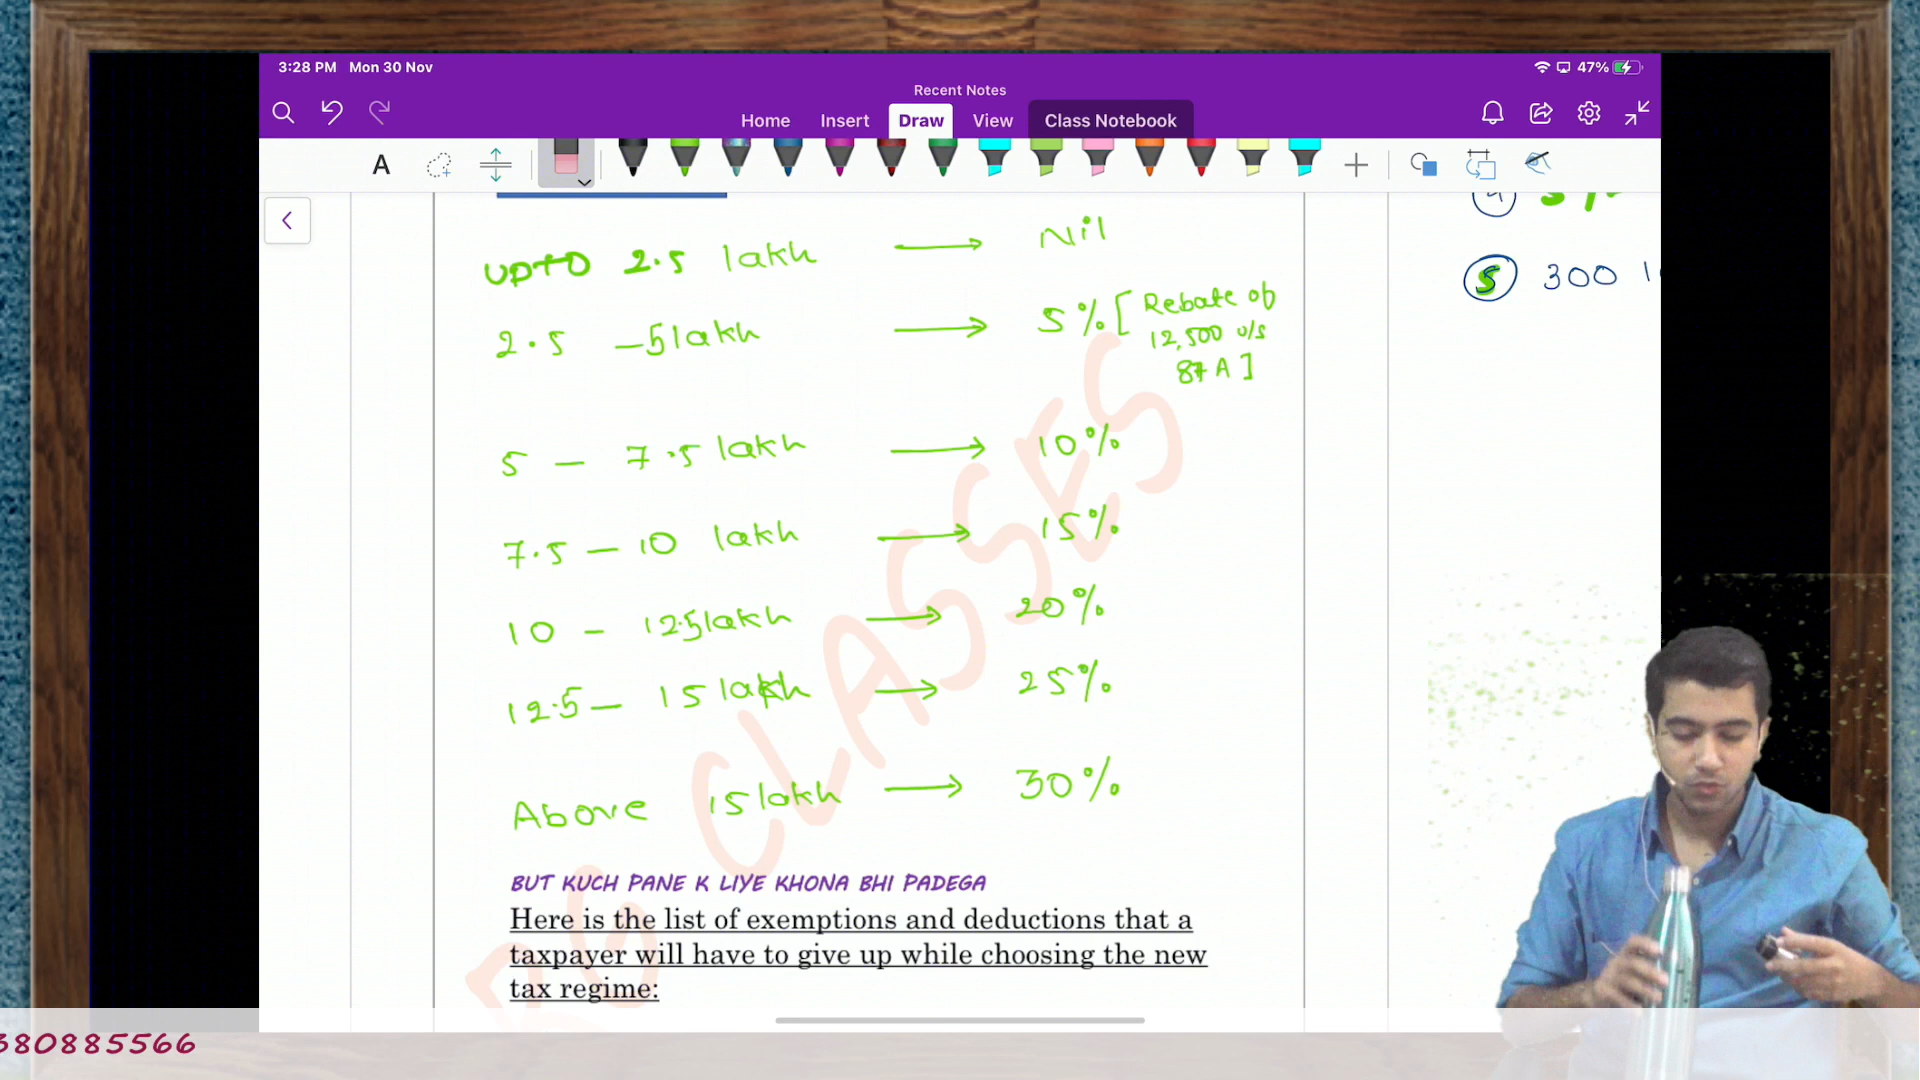 3:28 PM Mon 30 Nov
47%
Recent Notes
Home Insert Draw View Class Notebook
A
UPTO 2.5 lakh → Nil
2.5 – 5 lakh → 5% [ Rebate of
12,500 u/s
87 A ]
5 – 7.5 lakh → 10%
7.5 – 10 lakh → 15%
10 – 12.5 lakh → 20%
12.5 – 15 lakh → 25%
Above 15 lakh → 30%
BUT KUCH PANE K LIYE KHONA BHI PADEGA
Here is the list of exemptions and deductions that a
taxpayer will have to give up while choosing the new
tax regime:
5 300
RG CLASSES
380885566